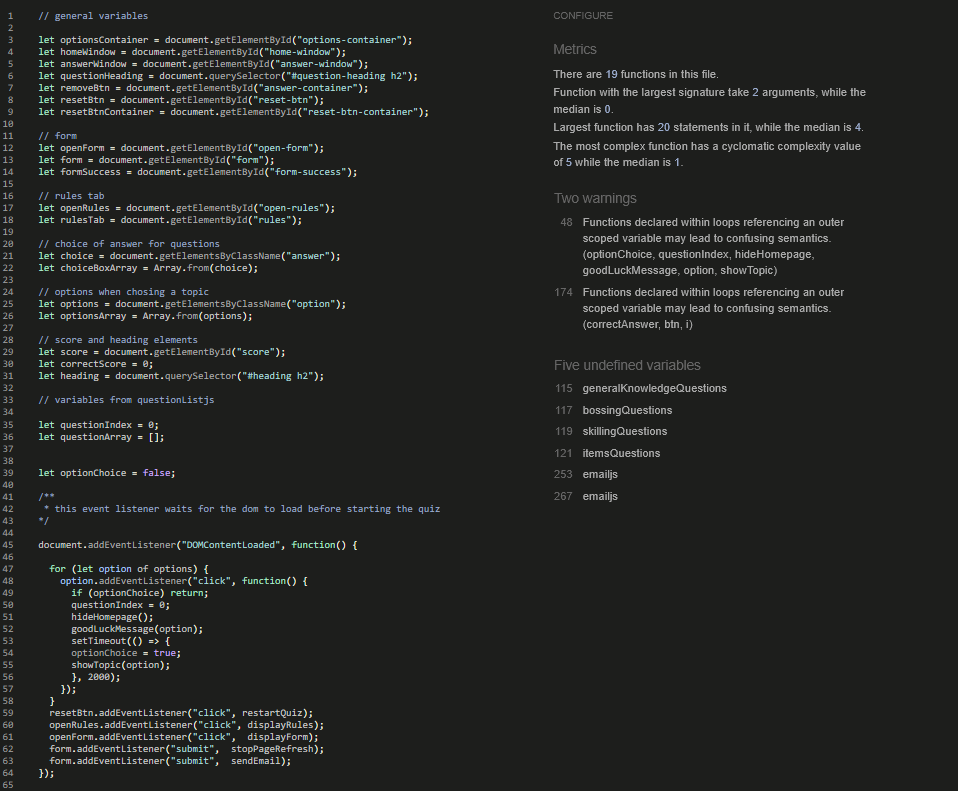 1 // general variables
2
3 let optionsContainer = document.getElementById("options-container");
4 let homeWindow = document.getElementById("home-window");
5 let answerWindow = document.getElementById("answer-window");
6 let questionHeading = document.querySelector("#question-heading h2");
7 let removeBtn = document.getElementById("answer-container");
8 let resetBtn = document.getElementById("reset-btn");
9 let resetBtnContainer = document.getElementById("reset-btn-container");
10
11 // form
12 let openForm = document.getElementById("open-form");
13 let form = document.getElementById("form");
14 let formSuccess = document.getElementById("form-success");
15
16 // rules tab
17 let openRules = document.getElementById("open-rules");
18 let rulesTab = document.getElementById("rules");
19
20 // choice of answer for questions
21 let choice = document.getElementsByClassName("answer");
22 let choiceBoxArray = Array.from(choice);
23
24 // options when chosing a topic
25 let options = document.getElementsByClassName("option");
26 let optionsArray = Array.from(options);
27
28 // score and heading elements
29 let score = document.getElementById("score");
30 let correctScore = 0;
31 let heading = document.querySelector("#heading h2");
32
33 // variables from questionListjs
34
35 let questionIndex = 0;
36 let questionArray = [];
37
38
39 let optionChoice = false;
40
41 /**
42 * this event listener waits for the dom to load before starting the quiz
43 */
44
45 document.addEventListener("DOMContentLoaded", function() {
46
47 for (let option of options) {
48 option.addEventListener("click", function() {
49 if (optionChoice) return;
50 questionIndex = 0;
51 hideHomepage();
52 goodLuckMessage(option);
53 setTimeout(() => {
54 optionChoice = true;
55 showTopic(option);
56 }, 2000);
57 });
58 }
59 resetBtn.addEventListener("click", restartQuiz);
60 openRules.addEventListener("click", displayRules);
61 openForm.addEventListener("click", displayForm);
62 form.addEventListener("submit", stopPageRefresh);
63 form.addEventListener("submit", sendEmail);
64 });
65
CONFIGURE
Metrics
There are 19 functions in this file.
Function with the largest signature take 2 arguments, while the
median is 0.
Largest function has 20 statements in it, while the median is 4.
The most complex function has a cyclomatic complexity value
of 5 while the median is 1.
Two warnings
48 Functions declared within loops referencing an outer
scoped variable may lead to confusing semantics.
(optionChoice, questionIndex, hideHomepage,
goodLuckMessage, option, showTopic)
174 Functions declared within loops referencing an outer
scoped variable may lead to confusing semantics.
(correctAnswer, btn, i)
Five undefined variables
115 generalKnowledgeQuestions
117 bossingQuestions
119 skillingQuestions
121 itemsQuestions
253 emailjs
267 emailjs